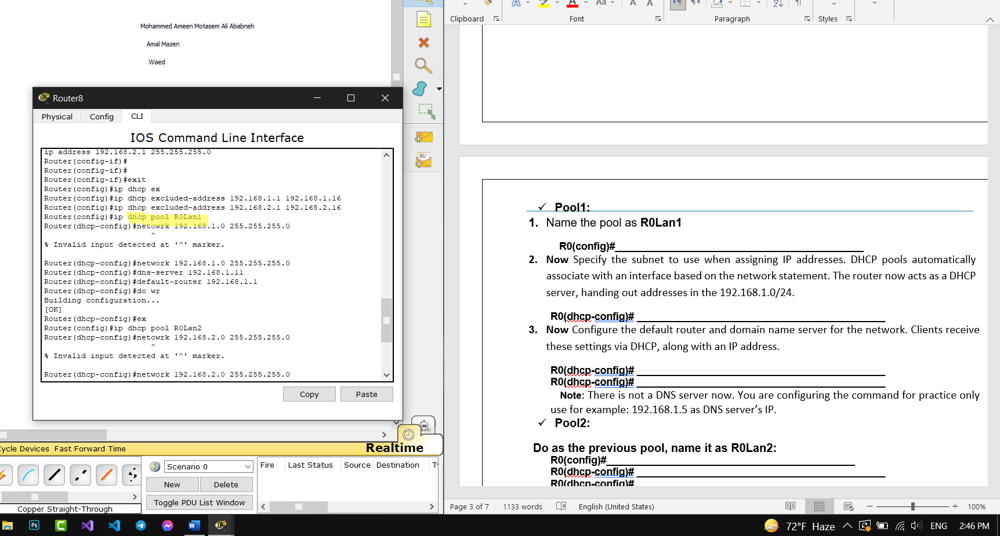 Mohammed Ameen Motasem Ali Ababneh
Amal Mazen
Waed
Router8
Physical Config CLI
IOS Command Line Interface
ip address 192.168.2.1 255.255.255.0
Router(config-if)#
Router(config-if)#
Router(config-if)#exit
Router(config)#ip dhcp ex
Router(config)#ip dhcp excluded-address 192.168.1.1 192.168.1.16
Router(config)#ip dhcp excluded-address 192.168.2.1 192.168.2.16
Router(config)#ip dhcp pool R0Lan1
Router(dhcp-config)#netowrk 192.168.1.0 255.255.255.0
^
% Invalid input detected at '^' marker.
Router(dhcp-config)#network 192.168.1.0 255.255.255.0
Router(dhcp-config)#dns-server 192.168.1.11
Router(dhcp-config)#default-router 192.168.1.1
Router(dhcp-config)#do wr
Building configuration...
[OK]
Router(dhcp-config)#ex
Router(config)#ip dhcp pool R0Lan2
Router(dhcp-config)#netowrk 192.168.2.0 255.255.255.0
^
% Invalid input detected at '^' marker.
Router(dhcp-config)#network 192.168.2.0 255.255.255.0
Copy Paste
Realtime
Cycle Devices Fast Forward Time
Scenario 0
New Delete
Toggle PDU List Window
Fire Last Status Source Destination
Copper Straight-Through
Clipboard Font Paragraph Styles
Aa
✓ Pool1:
1. Name the pool as R0Lan1
R0(config)#
2. Now Specify the subnet to use when assigning IP addresses. DHCP pools automatically
associate with an interface based on the network statement. The router now acts as a DHCP
server, handing out addresses in the 192.168.1.0/24.
R0(dhcp-config)#
3. Now Configure the default router and domain name server for the network. Clients receive
these settings via DHCP, along with an IP address.
R0(dhcp-config)#
R0(dhcp-config)#
Note: There is not a DNS server now. You are configuring the command for practice only
use for example: 192.168.1.5 as DNS server’s IP.
✓ Pool2:
Do as the previous pool, name it as R0Lan2:
R0(config)#
R0(dhcp-config)#
R0(dhcp-config)#
Page 3 of 7 1133 words English (United States) 100%
72°F Haze ENG 2:46 PM